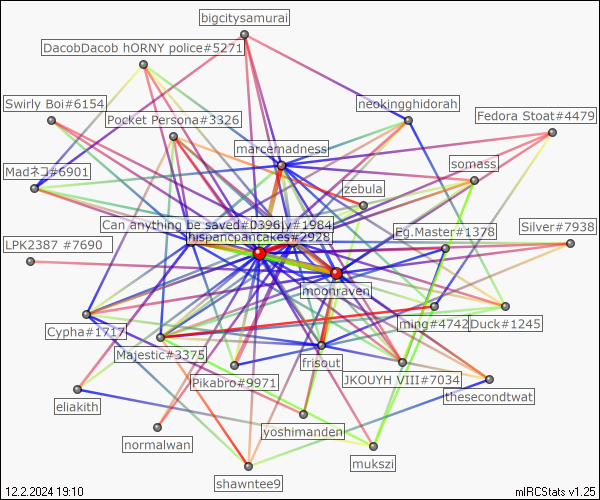 bigcitysamurai
DacobDacob hORNY police#5271
Swirly Boi#6154
neokingghidorah
Pocket Persona#3326
Fedora Stoat#4479
marcemadness
somass
Madネコ#6901
zebula
Can anything be saved#0396
ly#1984
Silver#7938
Eg.Master#1378
hispanopancakes#2928
LPK2387 #7690
moonraven
Cypha#1717
ming#4742
Duck#1245
Majestic#3375
frisout
Pikabro#9971
JKOUYH VIII#7034
thesecondtwat
eliakith
yoshimanden
normalwan
mukszi
shawntee9
12.2.2024 19:10
mIRCStats v1.25